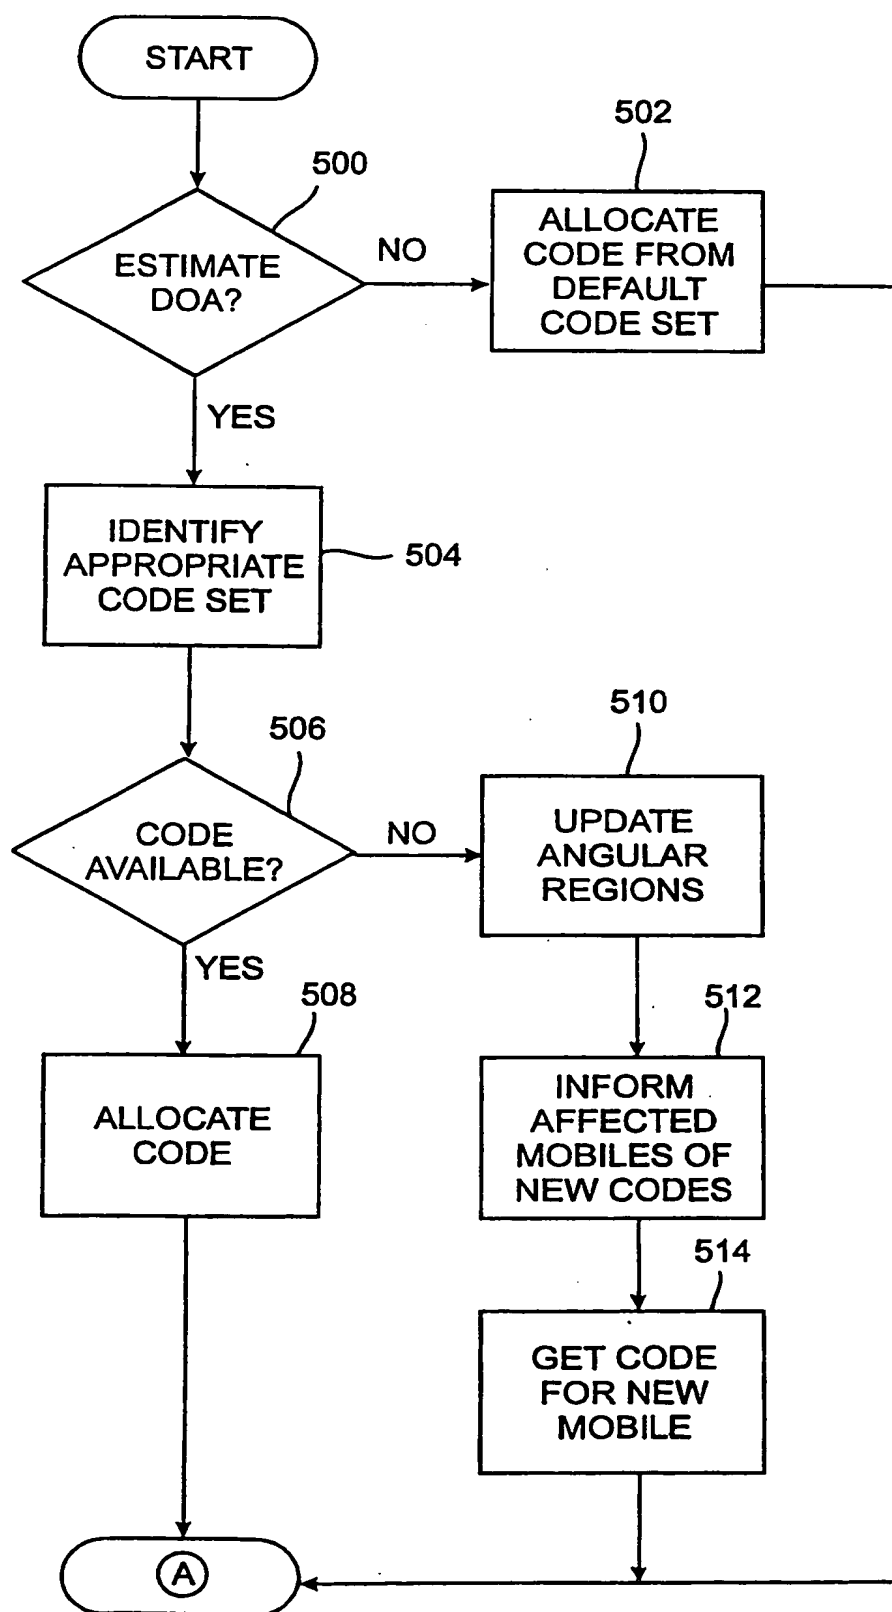 START
500
502
ESTIMATE
DOA?
NO
ALLOCATE
CODE FROM
DEFAULT
CODE SET
YES
IDENTIFY
APPROPRIATE
CODE SET
504
506
510
CODE
AVAILABLE?
NO
UPDATE
ANGULAR
REGIONS
YES
508
512
ALLOCATE
CODE
INFORM
AFFECTED
MOBILES OF
NEW CODES
514
GET CODE
FOR NEW
MOBILE
A